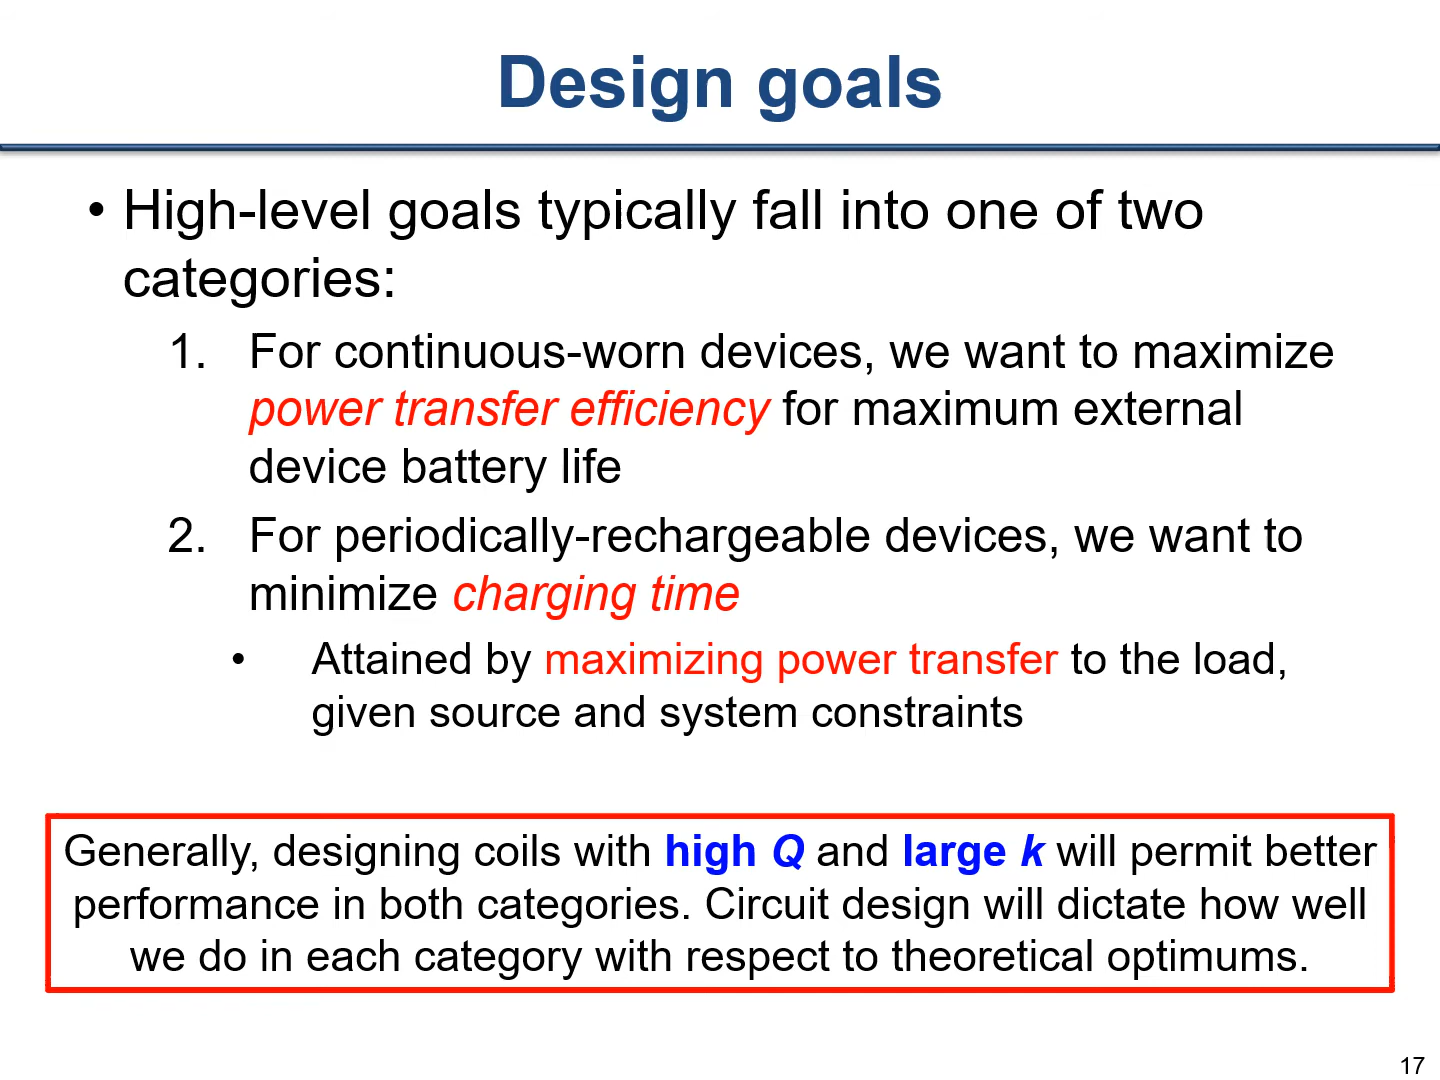 Design goals
• High-level goals typically fall into one of two
categories:
1. For continuous-worn devices, we want to maximize
power transfer efficiency for maximum external
device battery life
2. For periodically-rechargeable devices, we want to
minimize charging time
• Attained by maximizing power transfer to the load,
given source and system constraints
Generally, designing coils with high Q and large k will permit better
performance in both categories. Circuit design will dictate how well
we do in each category with respect to theoretical optimums.
17